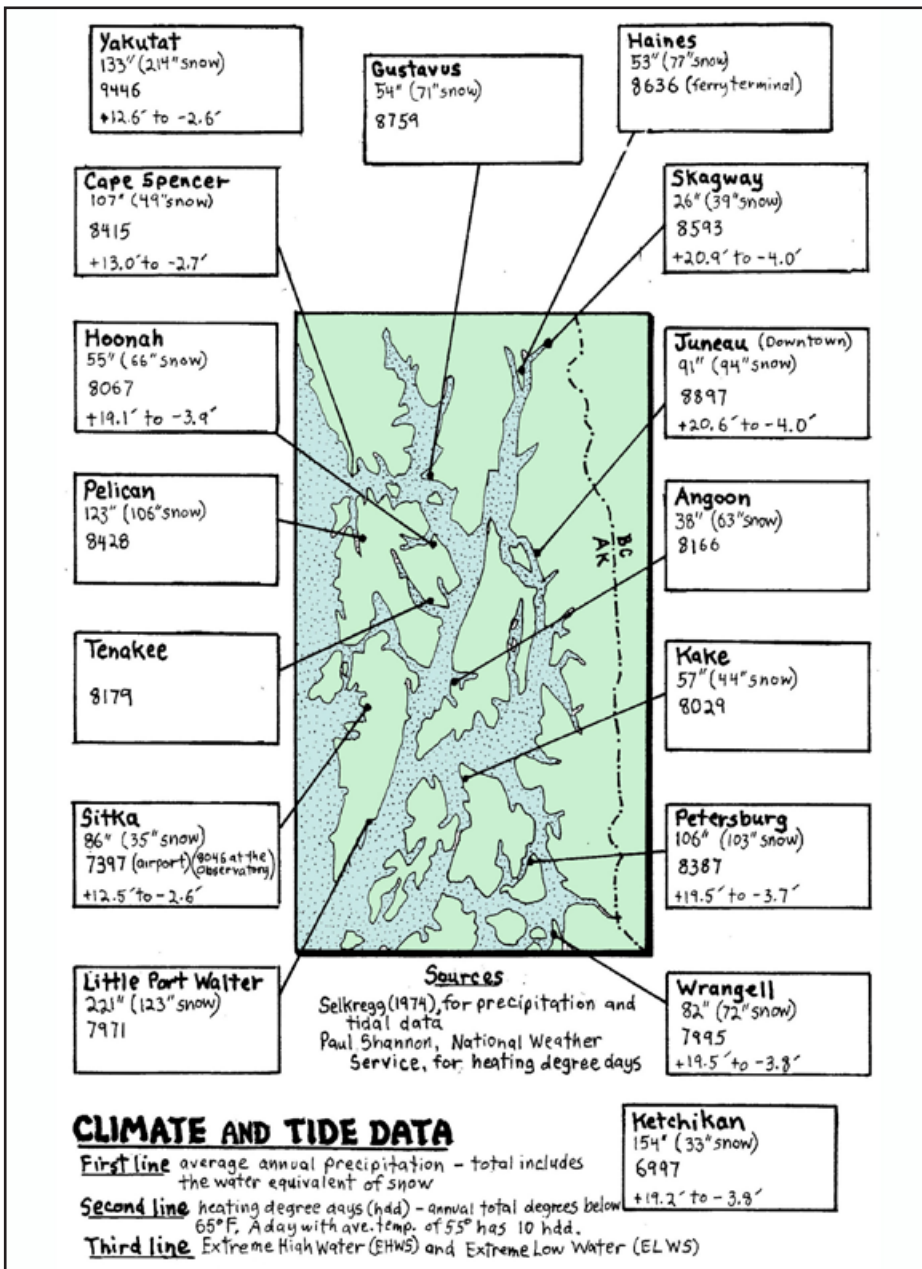 Yakutat
133" (214" snow)
9446
+12.6' to -2.6'
Gustavus
54" (71" snow)
8759
Haines
53" (77" snow)
8636 (ferry terminal)
Cape Spencer
107" (49" snow)
8415
+13.0' to -2.7'
Skagway
26" (39" snow)
8593
+20.9' to -4.0'
Hoonah
55" (66" snow)
8067
+19.1' to -3.9'
Juneau (Downtown)
91" (94" snow)
8897
+20.6' to -4.0'
Pelican
123" (106" snow)
8428
Angoon
38" (63" snow)
8166
BC
AK
Tenakee
8179
Kake
57" (44" snow)
8029
Sitka
86" (35" snow)
7397 (airport) (8046 at the Observatory)
+12.5' to -2.6'
Petersburg
106" (103" snow)
8387
+19.5' to -3.7'
Little Port Walter
221" (123" snow)
7971
Sources
Selkregg (1974), for precipitation and
tidal data
Paul Shannon, National Weather
Service, for heating degree days
Wrangell
82" (72" snow)
7995
+19.5' to -3.8'
CLIMATE AND TIDE DATA
First line average annual precipitation - total includes
the water equivalent of snow
Second line heating degree days (hdd) - annual total degrees below
65°F. A day with ave. temp. of 55° has 10 hdd.
Third line Extreme High Water (EHWS) and Extreme Low Water (ELWS)
Ketchikan
154" (33" snow)
6997
+19.2' to -3.8'